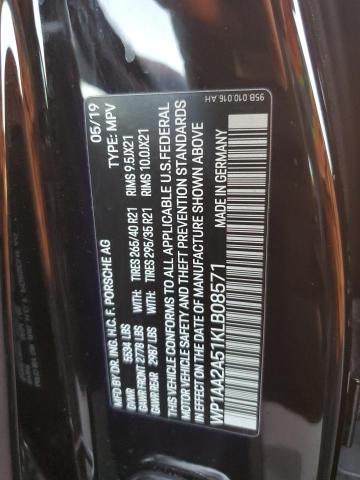 95B 010 016 AH
MFD. BY DR. ING. H.C. F. PORSCHE AG 05/19
GVWR 5534 LBS TYPE: MPV
GAWR FRONT 2778 LBS WITH: TIRES 265/40 R21 RIMS 9.5JX21
GAWR REAR 2987 LBS WITH: TIRES 295/35 R21 RIMS 10.0JX21
THIS VEHICLE CONFORMS TO ALL APPLICABLE U.S. FEDERAL
SAFETY AND THEFT PREVENTION STANDARDS IN EFFECT
ON THE DATE OF MANUFACTURE SHOWN ABOVE
WP1AA2A51KLB08571 MADE IN GERMANY